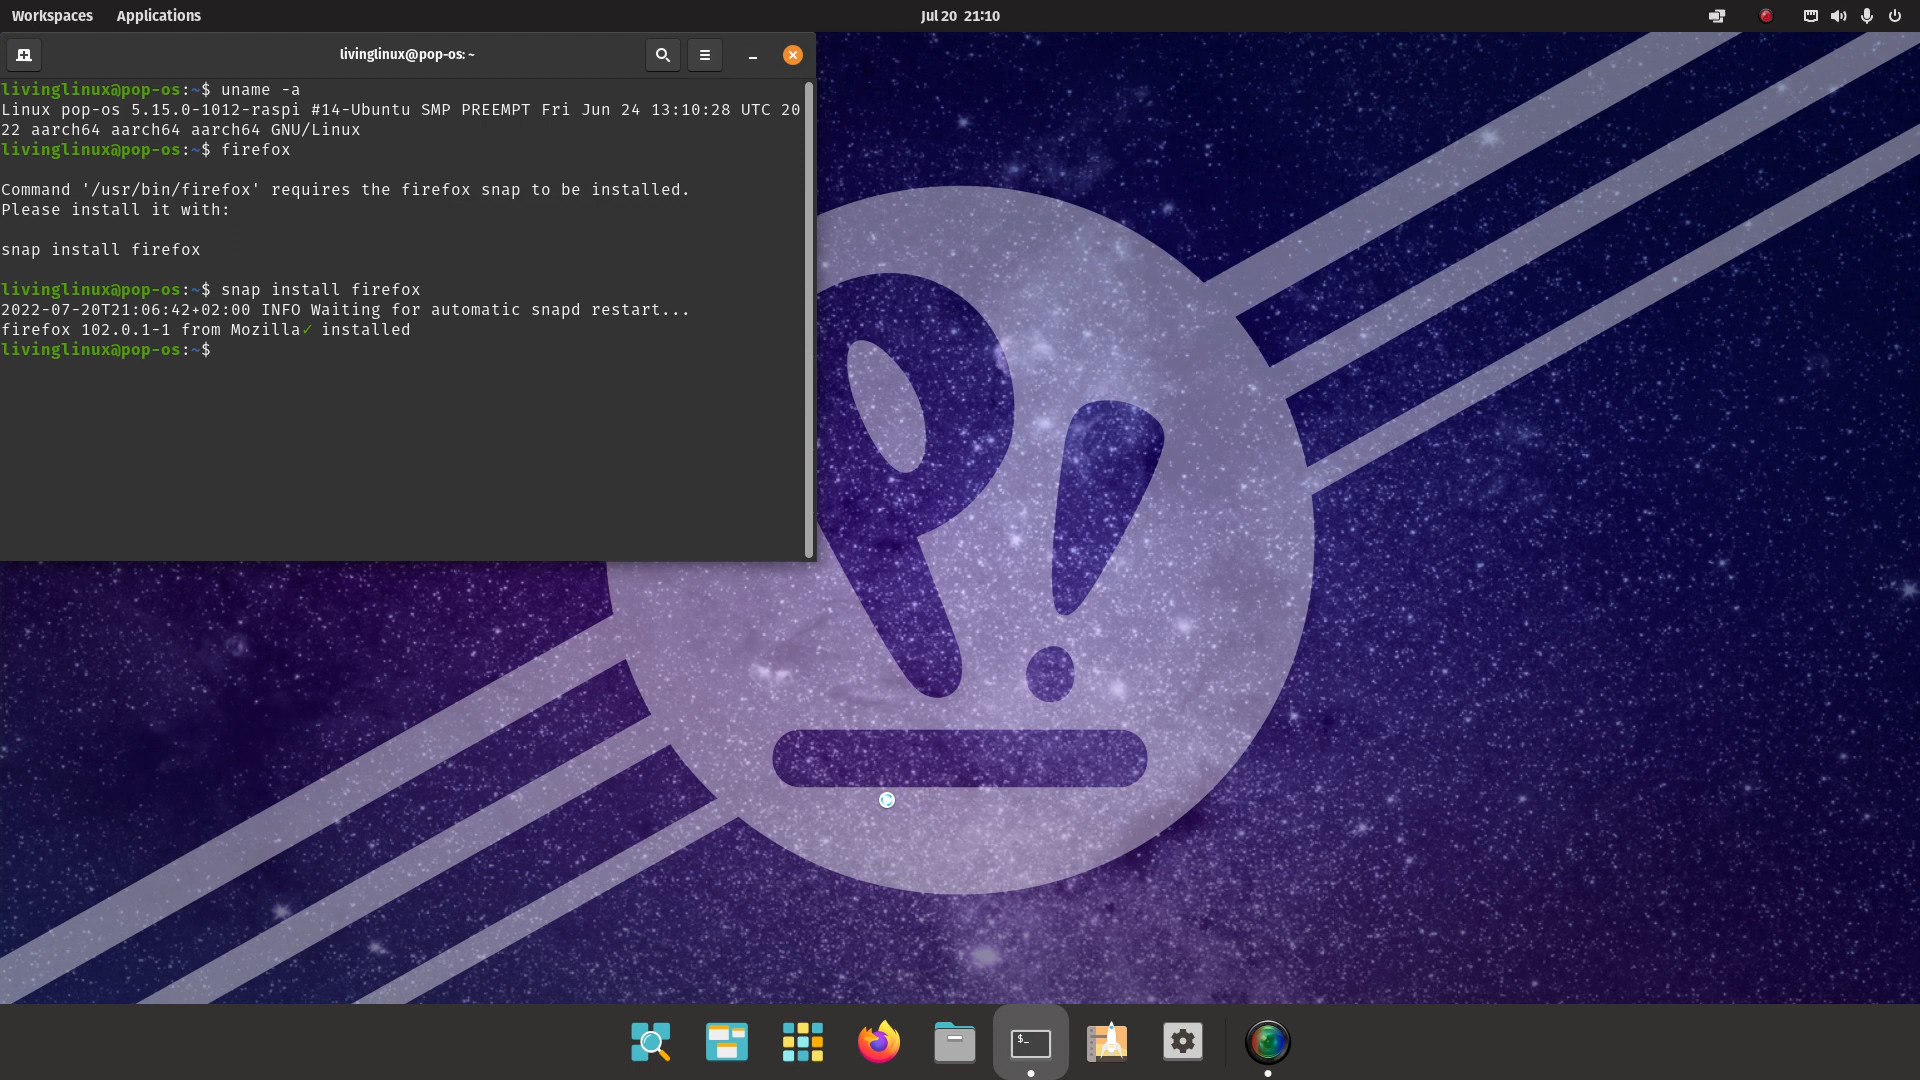 Workspaces Applications Jul 20 21:10
livinglinux@pop-os: ~
livinglinux@pop-os:~$ uname -a
Linux pop-os 5.15.0-1012-raspi #14-Ubuntu SMP PREEMPT Fri Jun 24 13:10:28 UTC 20
22 aarch64 aarch64 aarch64 GNU/Linux
livinglinux@pop-os:~$ firefox
Command '/usr/bin/firefox' requires the firefox snap to be installed.
Please install it with:
snap install firefox
livinglinux@pop-os:~$ snap install firefox
2022-07-20T21:06:42+02:00 INFO Waiting for automatic snapd restart...
firefox 102.0.1-1 from Mozilla✓ installed
livinglinux@pop-os:~$
P!
$_